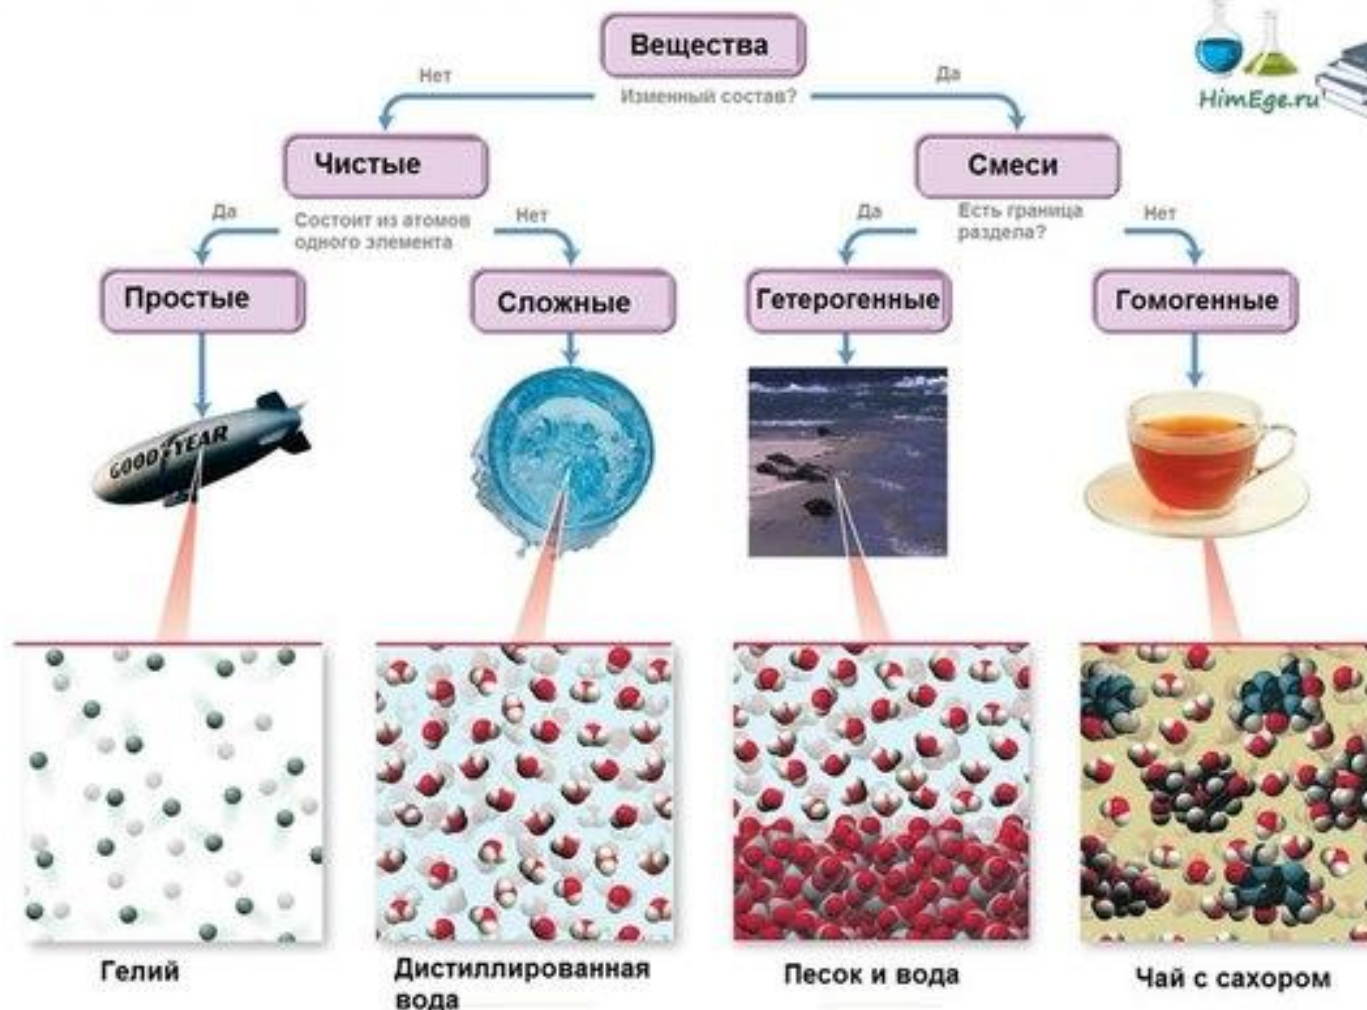 Вещества
HimEge.ru
Нет
Изменный состав?
Да
Чистые
Смеси
Да
Состоит из атомов
одного элемента
Нет
Да
Есть граница
раздела?
Нет
Простые
Сложные
Гетерогенные
Гомогенные
GOODYEAR
Гелий
Дистиллированная
вода
Песок и вода
Чай с сахором